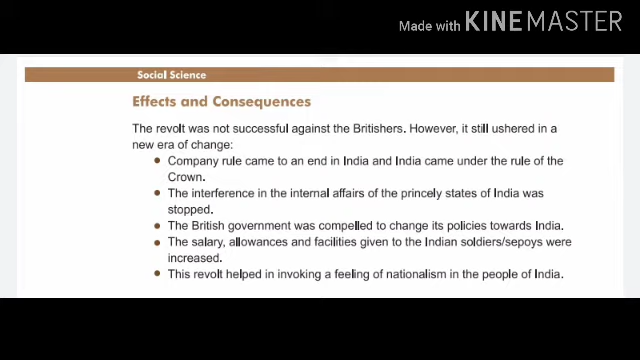 Made with KINEMASTER
Social Science
Effects and Consequences
The revolt was not successful against the Britishers. However, it still ushered in a
new era of change:
• Company rule came to an end in India and India came under the rule of the
Crown.
• The interference in the internal affairs of the princely states of India was
stopped.
• The British government was compelled to change its policies towards India.
• The salary, allowances and facilities given to the Indian soldiers/sepoys were
increased.
• This revolt helped in invoking a feeling of nationalism in the people of India.